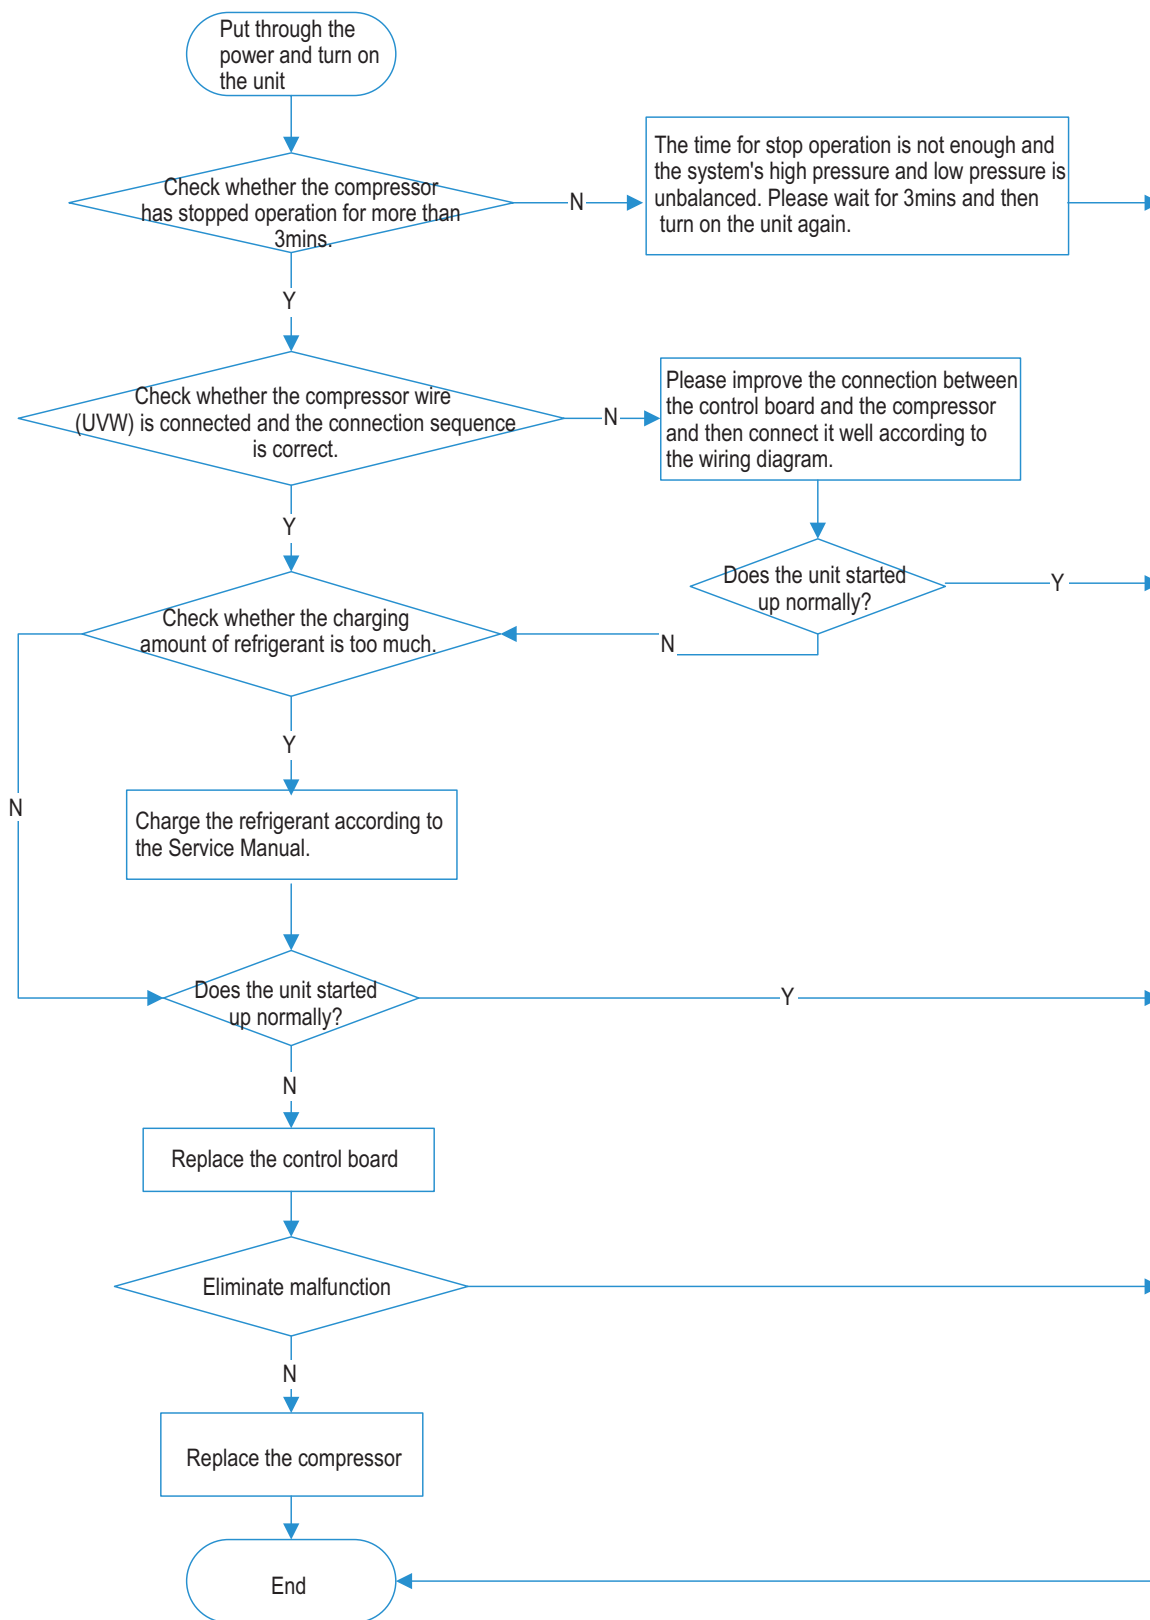 Put through the
power and turn on
the unit
Check whether the compressor
has stopped operation for more than
3mins.
N
The time for stop operation is not enough and
the system's high pressure and low pressure is
unbalanced. Please wait for 3mins and then
turn on the unit again.
Y
Check whether the compressor wire
(UVW) is connected and the connection sequence
is correct.
N
Please improve the connection between
the control board and the compressor
and then connect it well according to
the wiring diagram.
Y
Does the unit started
up normally?
Y
Check whether the charging
amount of refrigerant is too much.
N
Y
N
Charge the refrigerant according to
the Service Manual.
Does the unit started
up normally?
Y
N
Replace the control board
Eliminate malfunction
N
Replace the compressor
End